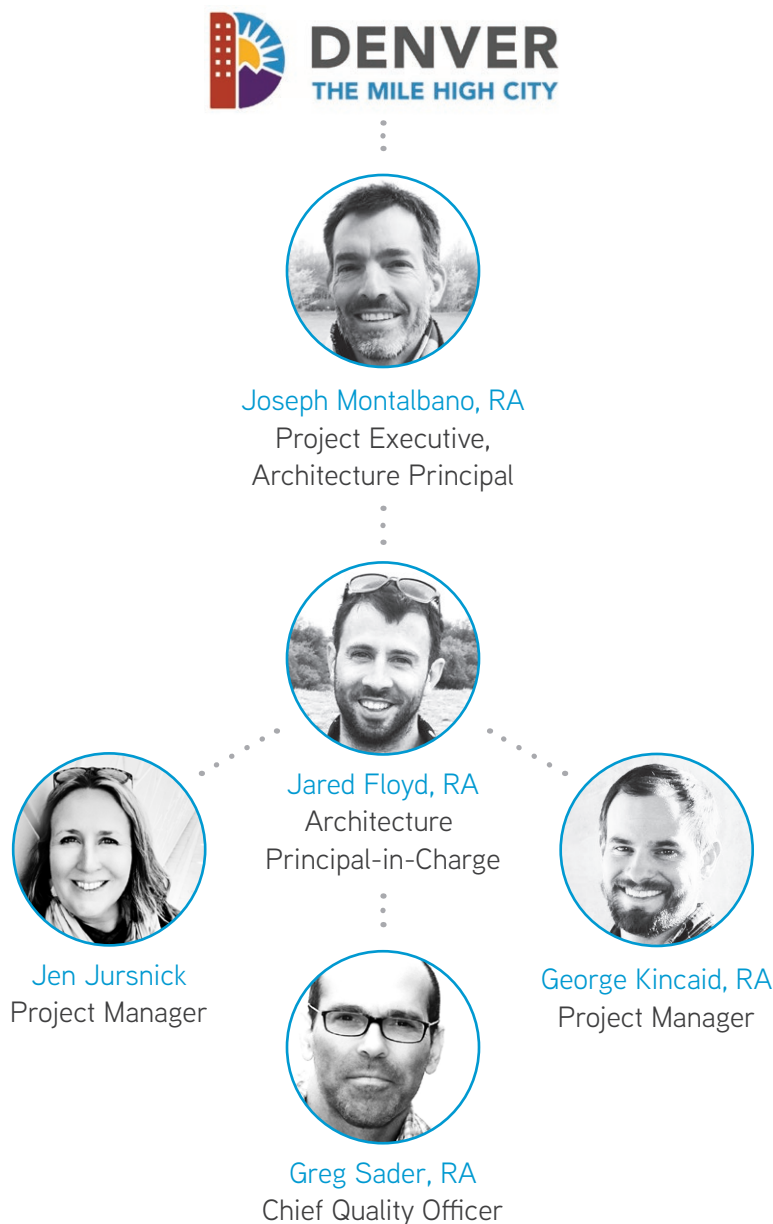 DENVER
THE MILE HIGH CITY
Joseph Montalbano, RA
Project Executive,
Architecture Principal
Jared Floyd, RA
Architecture
Principal-in-Charge
Jen Jursnick
Project Manager
George Kincaid, RA
Project Manager
Greg Sader, RA
Chief Quality Officer